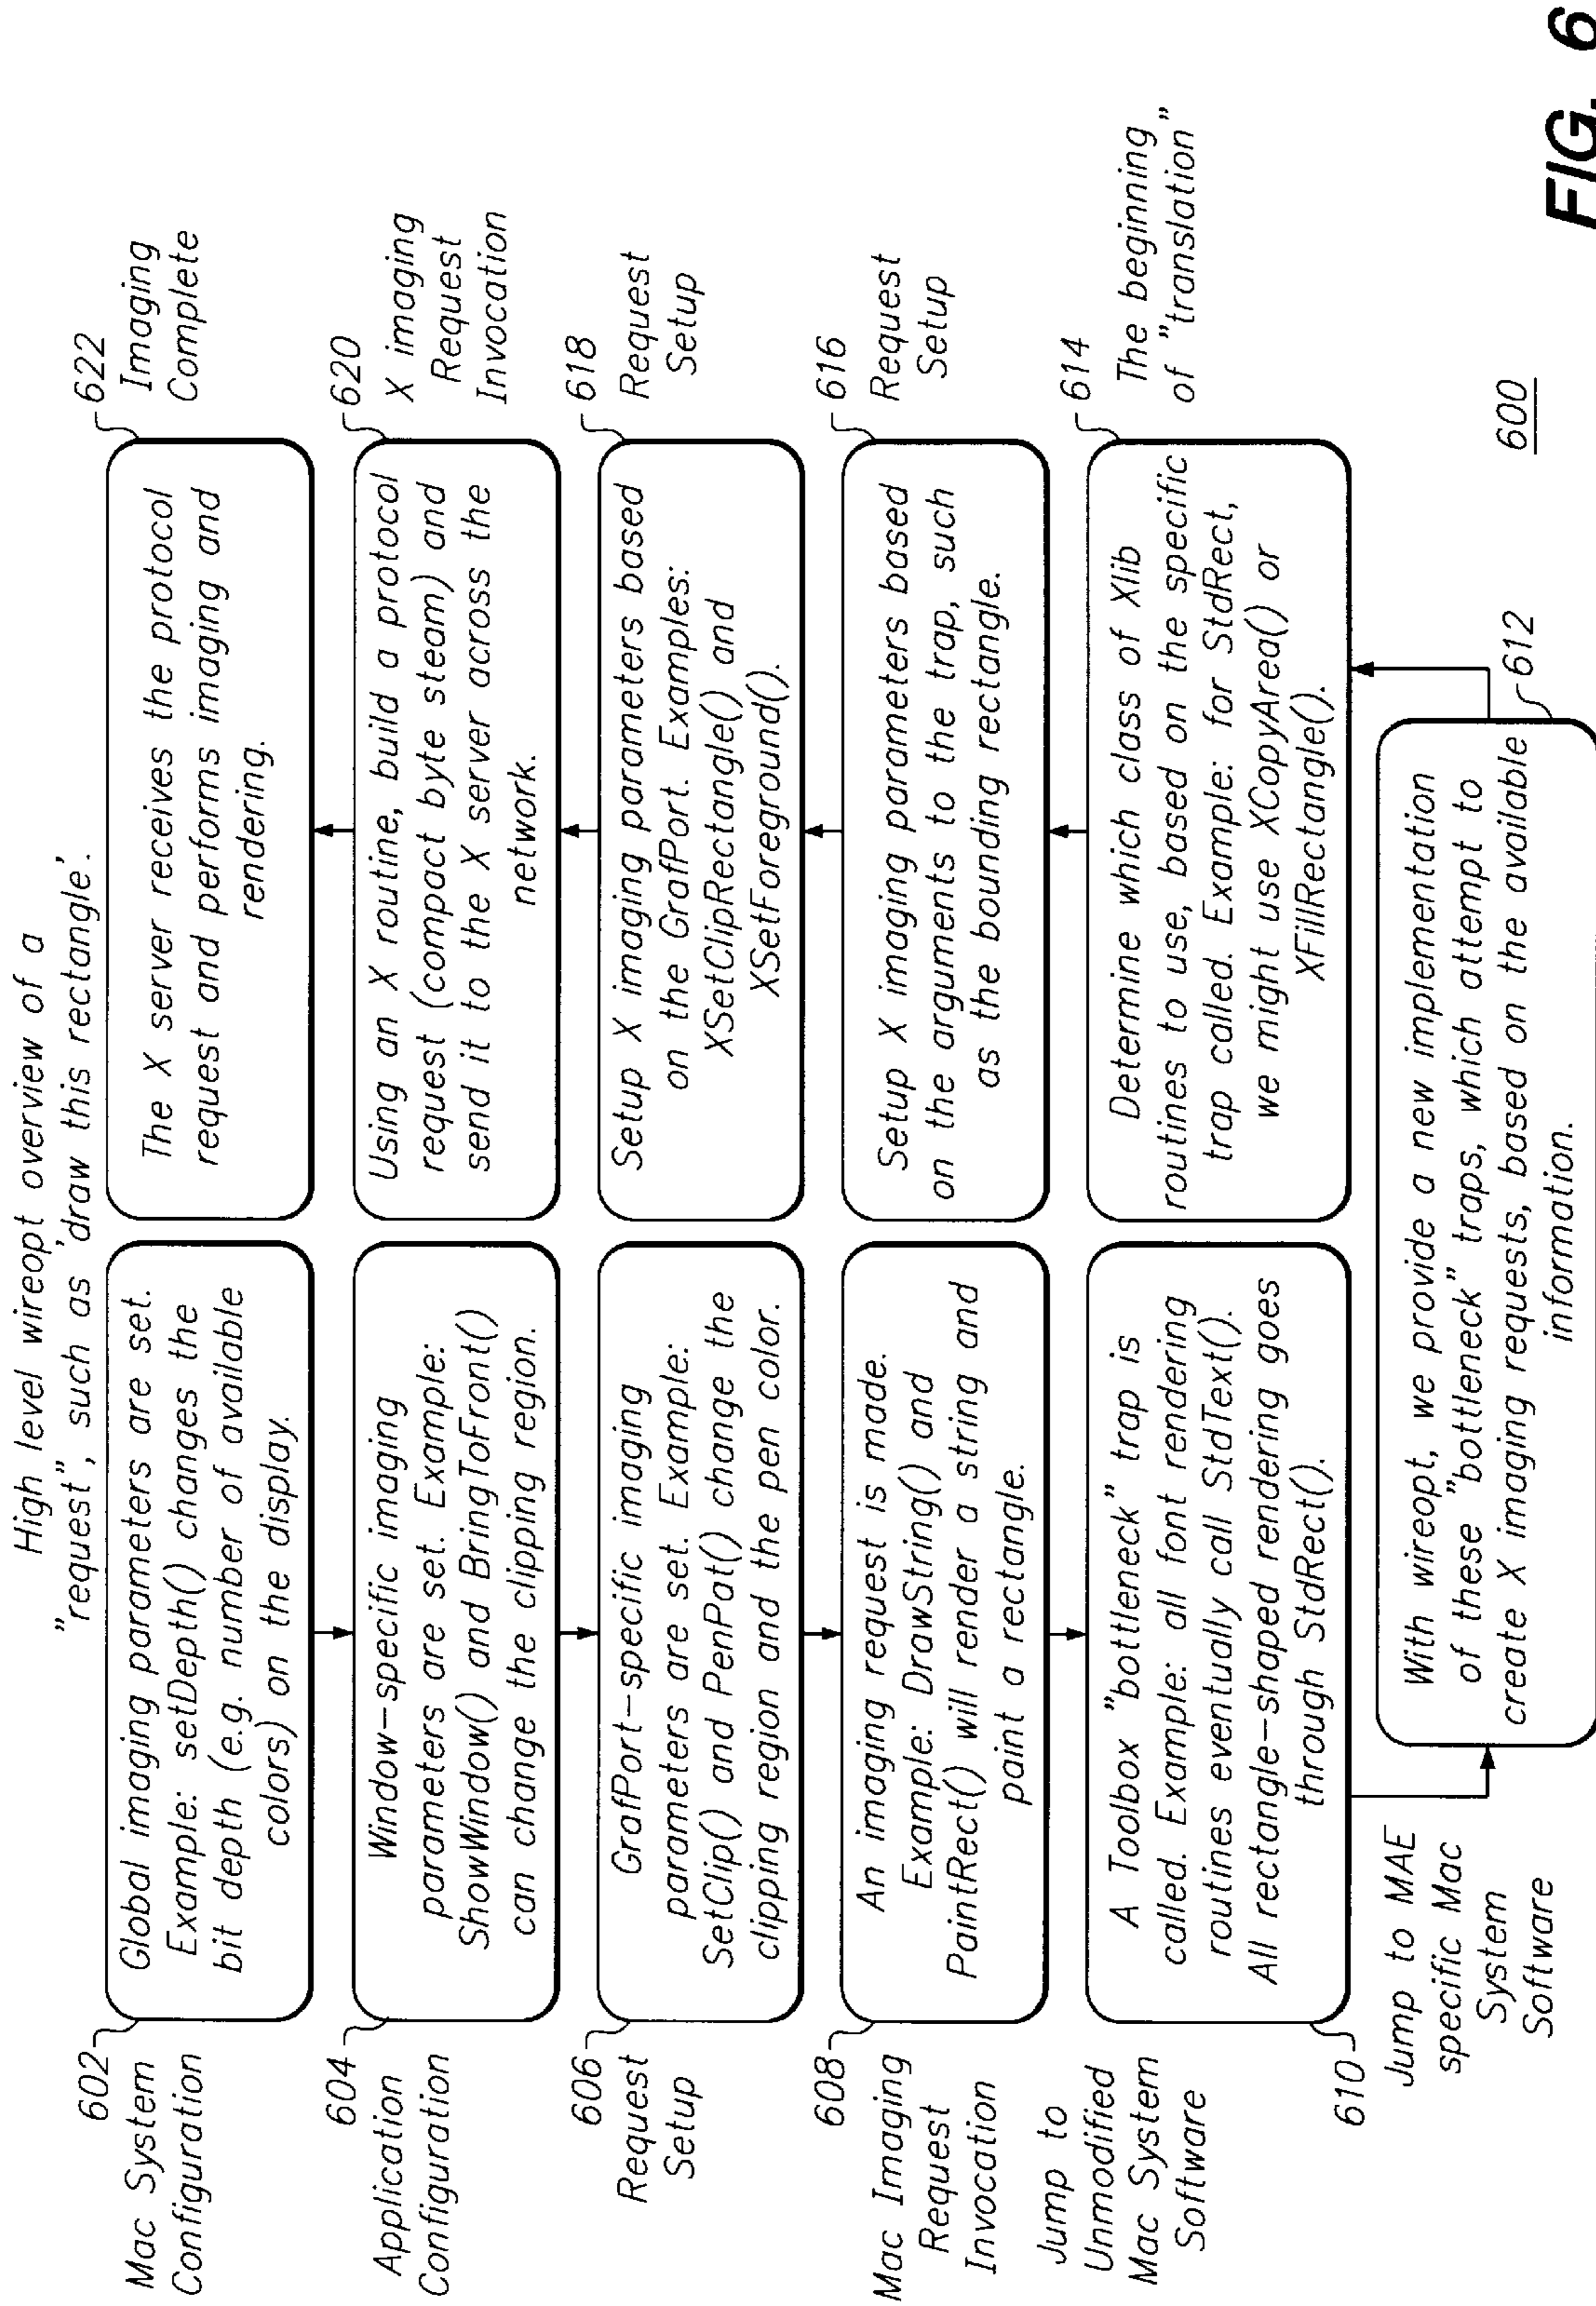 High level wireopt overview of a
"request", such as 'draw this rectangle'.
602
Mac System
Configuration
Global imaging parameters are set.
Example: setDepth() changes the
bit depth (e.g. number of available
colors) on the display.
604
Application
Configuration
Window-specific imaging
parameters are set. Example:
ShowWindow() and BringToFront()
can change the clipping region.
606
Request
Setup
GrafPort-specific imaging
parameters are set. Example:
SetClip() and PenPat() change the
clipping region and the pen color.
608
Mac Imaging
Request
Invocation
An imaging request is made.
Example: DrawString() and
PaintRect() will render a string and
paint a rectangle.
Jump to
Unmodified
Mac System
Software
610
A Toolbox "bottleneck" trap is
called. Example: all font rendering
routines eventually call StdText().
All rectangle-shaped rendering goes
through StdRect().
Jump to MAE
specific Mac
System
Software
With wireopt, we provide a new implementation
of these "bottleneck" traps, which attempt to
create X imaging requests, based on the available
information.
612
Determine which class of Xlib
routines to use, based on the specific
trap called. Example: for StdRect,
we might use XCopyArea() or
XFillRectangle().
614
The beginning
of "translation"
Setup X imaging parameters based
on the arguments to the trap, such
as the bounding rectangle.
616
Request
Setup
Setup X imaging parameters based
on the GrafPort. Examples:
XSetClipRectangle() and
XSetForeground().
618
Request
Setup
Using an X routine, build a protocol
request (compact byte steam) and
send it to the X server across the
network.
620
X imaging
Request
Invocation
The X server receives the protocol
request and performs imaging and
rendering.
622
Imaging
Complete
600
FIG. 6